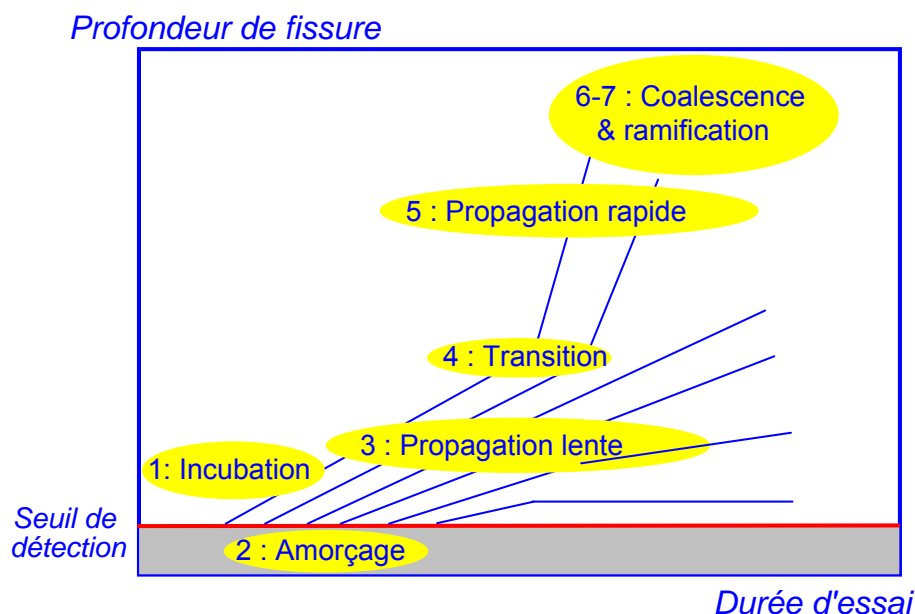 Profondeur de fissure
6-7 : Coalescence
& ramification
5 : Propagation rapide
4 : Transition
3 : Propagation lente
1: Incubation
Seuil de
détection
2 : Amorçage
Durée d'essai